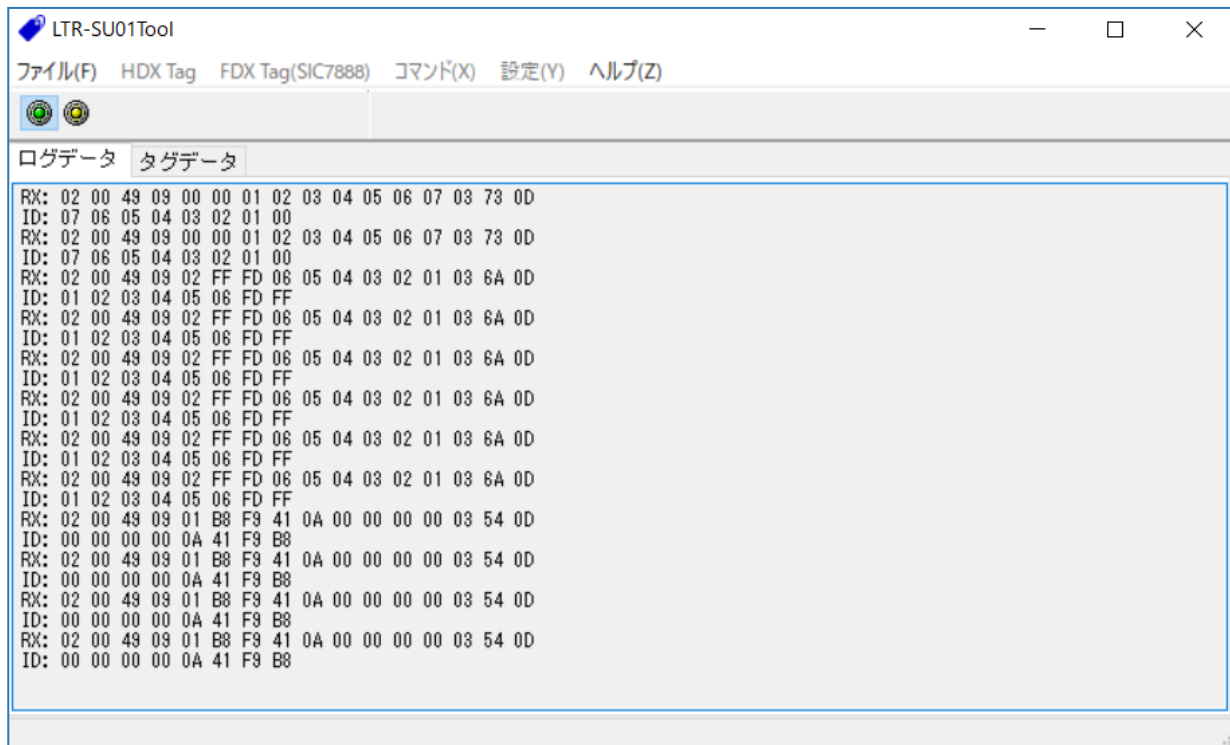 LTR-SU01Tool
ファイル(F) HDX Tag FDX Tag(SIC7888) コマンド(X) 設定(Y) ヘルプ(Z)
ログデータ タグデータ
RX: 02 00 49 09 00 00 01 02 03 04 05 06 07 03 73 0D
ID: 07 06 05 04 03 02 01 00
RX: 02 00 49 09 00 00 01 02 03 04 05 06 07 03 73 0D
ID: 07 06 05 04 03 02 01 00
RX: 02 00 49 09 02 FF FD 06 05 04 03 02 01 03 6A 0D
ID: 01 02 03 04 05 06 FD FF
RX: 02 00 49 09 02 FF FD 06 05 04 03 02 01 03 6A 0D
ID: 01 02 03 04 05 06 FD FF
RX: 02 00 49 09 02 FF FD 06 05 04 03 02 01 03 6A 0D
ID: 01 02 03 04 05 06 FD FF
RX: 02 00 49 09 02 FF FD 06 05 04 03 02 01 03 6A 0D
ID: 01 02 03 04 05 06 FD FF
RX: 02 00 49 09 02 FF FD 06 05 04 03 02 01 03 6A 0D
ID: 01 02 03 04 05 06 FD FF
RX: 02 00 49 09 02 FF FD 06 05 04 03 02 01 03 6A 0D
ID: 01 02 03 04 05 06 FD FF
RX: 02 00 49 09 01 B8 F9 41 0A 00 00 00 00 03 54 0D
ID: 00 00 00 00 0A 41 F9 B8
RX: 02 00 49 09 01 B8 F9 41 0A 00 00 00 00 03 54 0D
ID: 00 00 00 00 0A 41 F9 B8
RX: 02 00 49 09 01 B8 F9 41 0A 00 00 00 00 03 54 0D
ID: 00 00 00 00 0A 41 F9 B8
RX: 02 00 49 09 01 B8 F9 41 0A 00 00 00 00 03 54 0D
ID: 00 00 00 00 0A 41 F9 B8